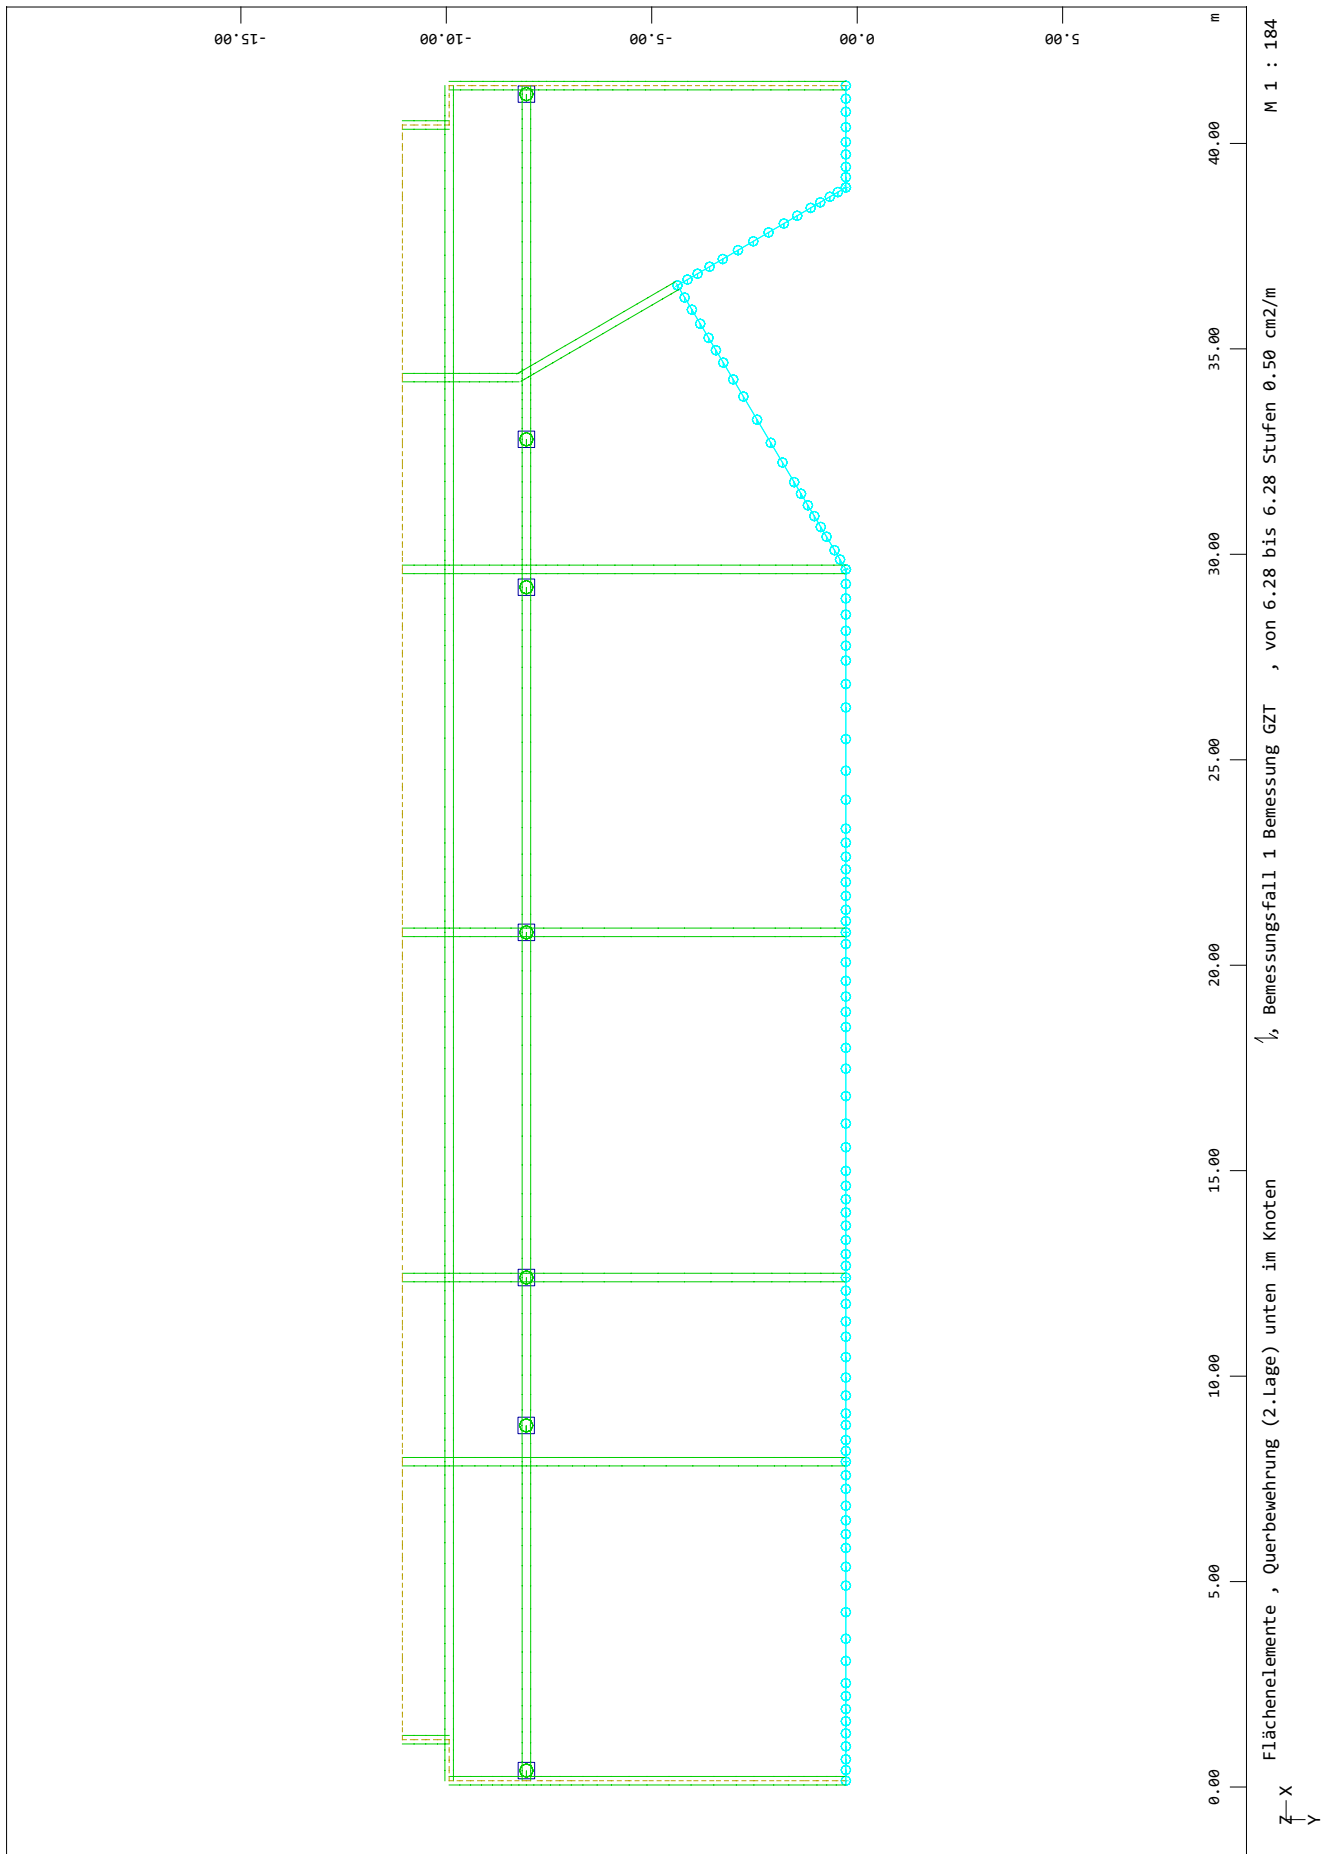 -15.00
-10.00
-5.00
0.00
5.00
m
40.00
35.00
30.00
25.00
20.00
15.00
10.00
5.00
0.00
Flächenelemente , Querbewehrung (2.Lage) unten im Knoten , Bemessungsfall 1 Bemessung GZT , von 6.28 bis 6.28 Stufen 0.50 cm2/m
M 1 : 184
X
Y
Z